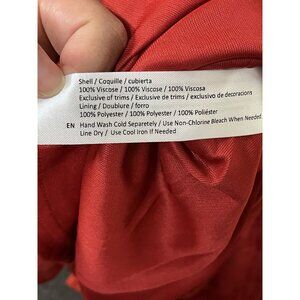 Shell / Coquille / cubierta
100% Viscose / 100% Viscose / 100% Viscosa
Exclusive of trims / Exclusive of trims / exclusivo de decoracions
Lining / Doublure / forro
100% Polyester / 100% Polyester / 100% Poliéster
EN Hand Wash Cold Separately / Use Non-Chlorine Bleach When Needed
Line Dry / Use Cool Iron If Needed